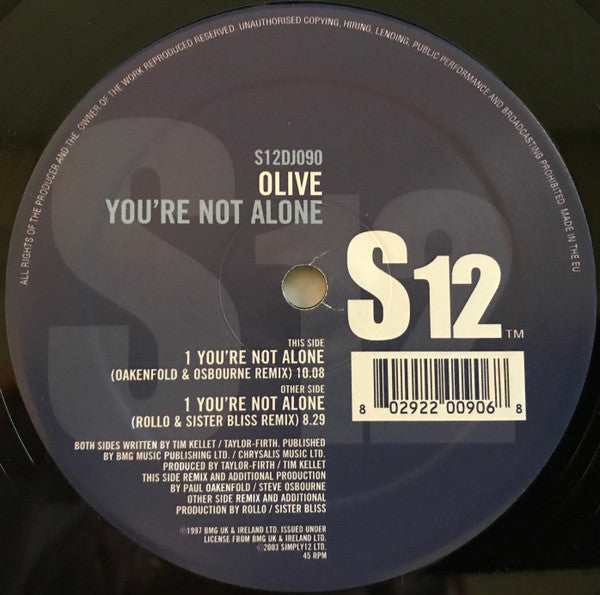 ALL RIGHTS OF THE PRODUCER AND THE OWNER OF THE WORK REPRODUCED RESERVED. UNAUTHORISED COPYING, HIRING, LENDING, PUBLIC PERFORMANCE AND BROADCASTING PROHIBITED. MADE IN THE EU
S12DJ090
OLIVE
YOU'RE NOT ALONE
S12
S12 TM
THIS SIDE
1 YOU'RE NOT ALONE
(OAKENFOLD & OSBOURNE REMIX) 10.08
OTHER SIDE
1 YOU'RE NOT ALONE
(ROLLO & SISTER BLISS REMIX) 8.29
8 02922 00906 8
BOTH SIDES WRITTEN BY TIM KELLET / TAYLOR-FIRTH. PUBLISHED
BY BMG MUSIC PUBLISHING LTD. / CHRYSALIS MUSIC LTD.
PRODUCED BY TAYLOR-FIRTH / TIM KELLET
THIS SIDE REMIX AND ADDITIONAL PRODUCTION
BY PAUL OAKENFOLD / STEVE OSBOURNE
OTHER SIDE REMIX AND ADDITIONAL
PRODUCTION BY ROLLO / SISTER BLISS
℗1997 BMG UK & IRELAND LTD. ISSUED UNDER
LICENSE FROM BMG UK & IRELAND LTD.
©2003 SIMPLY12 LTD.
45 RPM